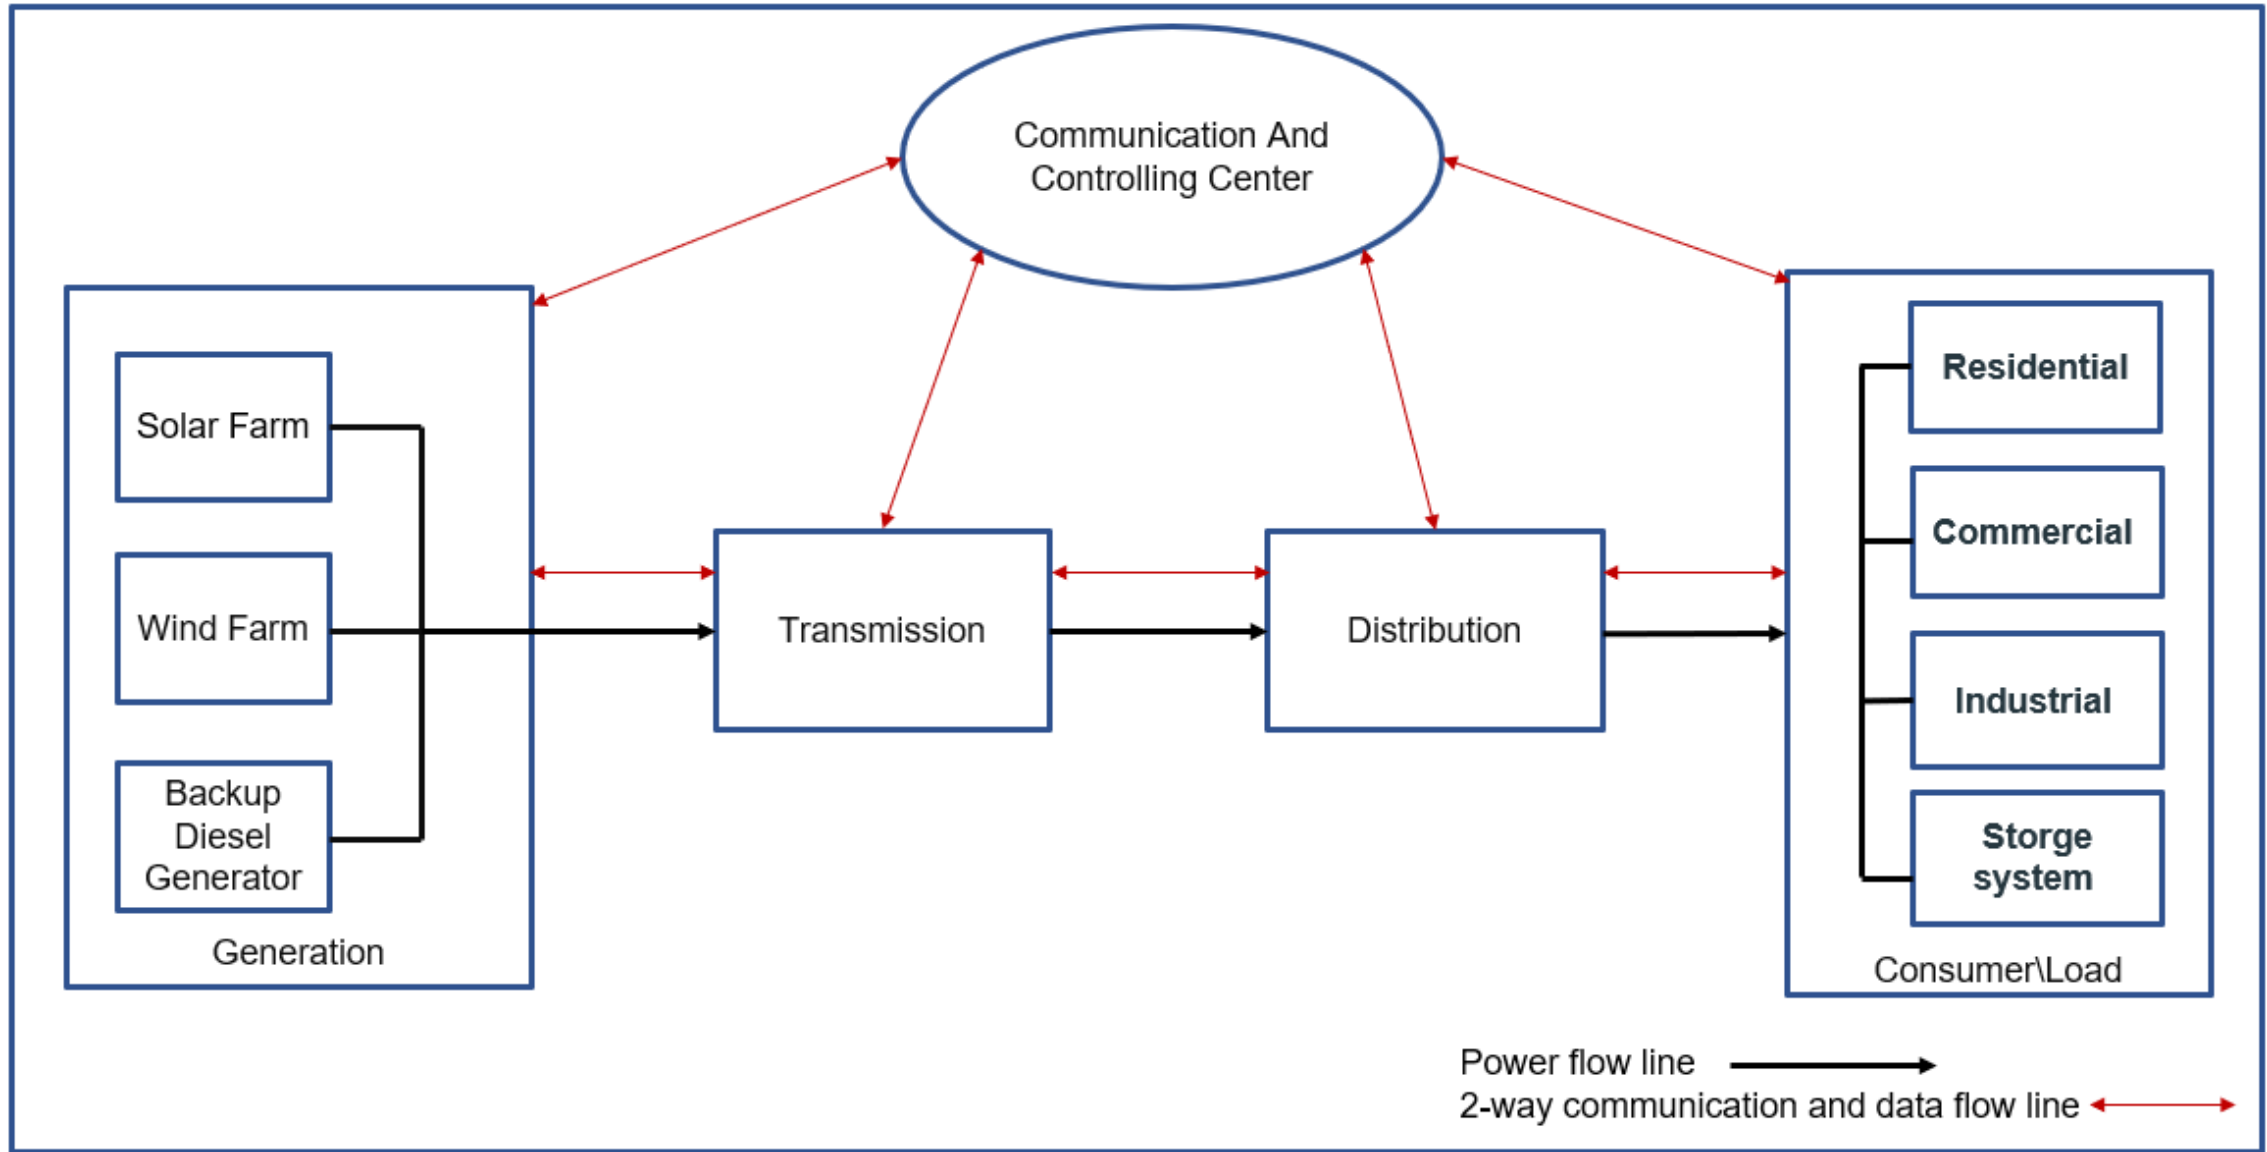 Communication And
Controlling Center
Solar Farm
Wind Farm
Backup
Diesel
Generator
Generation
Transmission
Distribution
Residential
Commercial
Industrial
Storge
system
Consumer\Load
Power flow line
2-way communication and data flow line